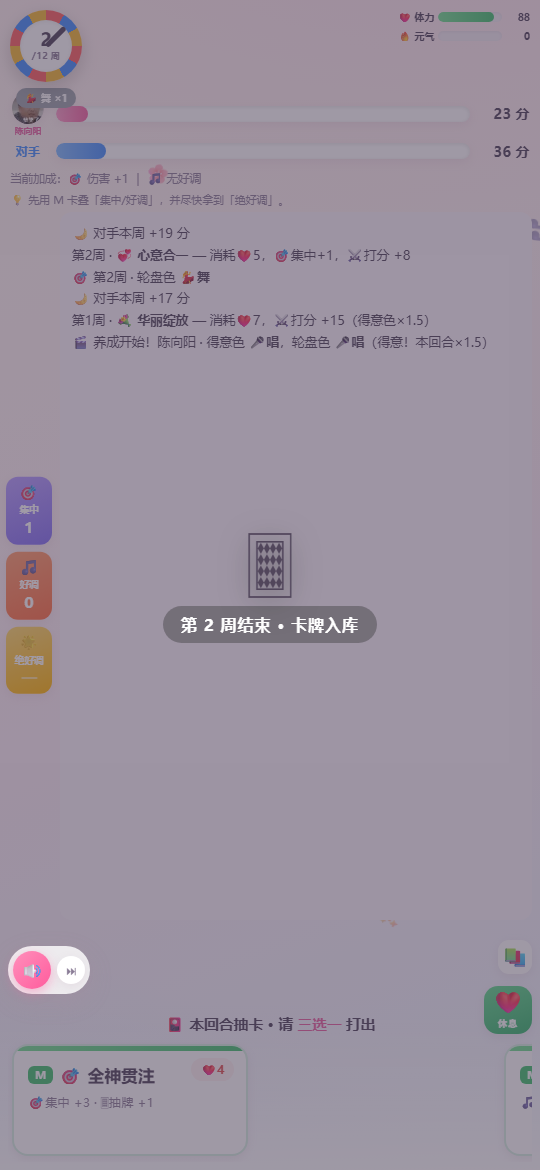 2
/12 周
体力 88
元气 0
舞 ×1
陈向阳
23 分
对手
36 分
当前加成: 🎯 伤害 +1 | 🎵 无好调
💡 先用 M 卡叠「集中/好调」, 并尽快拿到「绝好调」。
🌙 对手本周 +19 分
第2周 · 💞 心意合一 — 消耗❤️5, 🎯集中+1, ⚔️打分 +8
🎯 第2周 · 轮盘色 💃舞
🌙 对手本周 +17 分
第1周 · 💐 华丽绽放 — 消耗❤️7, ⚔️打分 +15（得意色×1.5）
🎬 养成开始！陈向阳 · 得意色 🎤唱, 轮盘色 🎤唱（得意！本回合×1.5）
集中
1
好调
0
绝好调
—
第 2 周结束 • 卡牌入库
休息
🎴 本回合抽卡 • 请 三选一 打出
M 🎯 全神贯注 ❤️4
🎯集中 +3 · 抽牌 +1